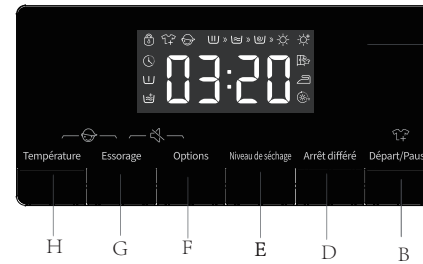 03:20
Température Essorage Options Niveau de séchage Arrêt différé Départ/Paus
H G F E D B